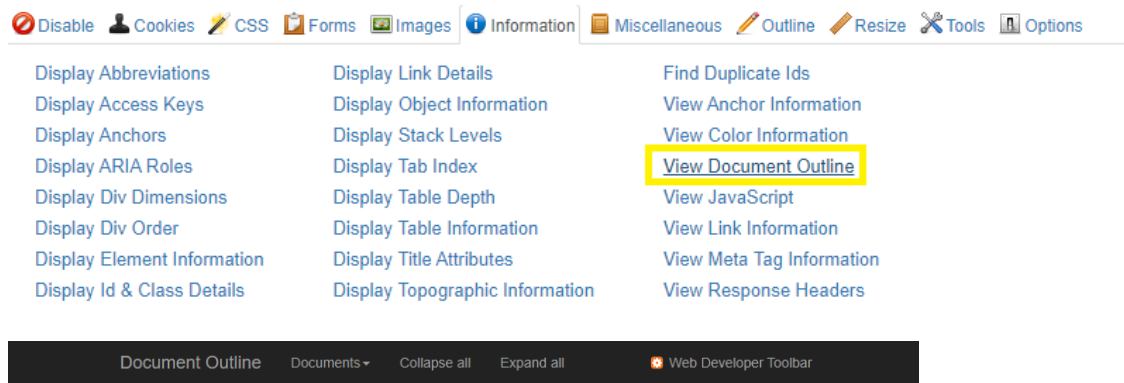 Disable Cookies CSS Forms Images Information Miscellaneous Outline Resize Tools Options
Display Abbreviations Display Link Details Find Duplicate Ids
Display Access Keys Display Object Information View Anchor Information
Display Anchors Display Stack Levels View Color Information
Display ARIA Roles Display Tab Index View Document Outline
Display Div Dimensions Display Table Depth View JavaScript
Display Div Order Display Table Information View Link Information
Display Element Information Display Title Attributes View Meta Tag Information
Display Id & Class Details Display Topographic Information View Response Headers
Document Outline Documents Collapse all Expand all Web Developer Toolbar